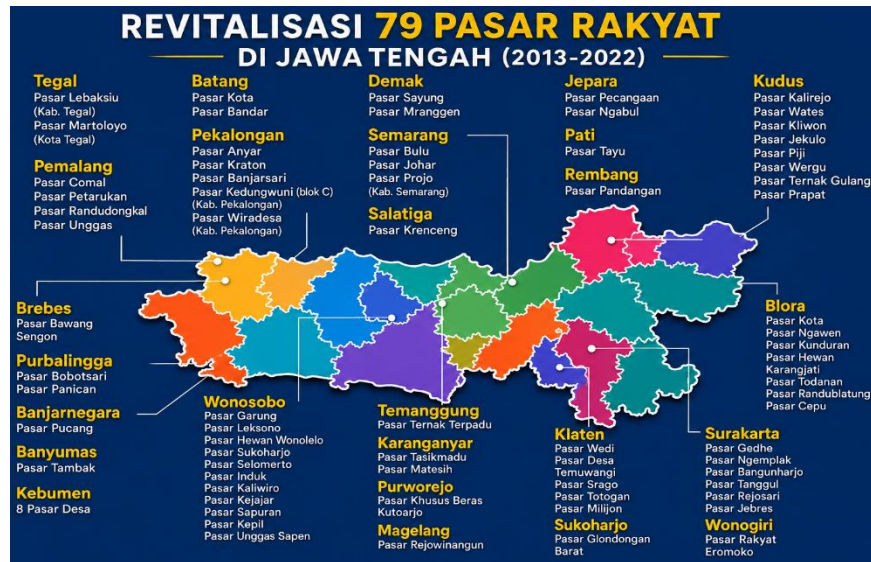 REVITALISASI 79 PASAR RAKYAT
DI JAWA TENGAH (2013-2022)
Tegal
Pasar Lebaksiu
(Kab. Tegal)
Pasar Martoloyo
(Kota Tegal)
Pemalang
Pasar Comal
Pasar Petarukan
Pasar Randudongkal
Pasar Unggas
Batang
Pasar Kota
Pasar Bandar
Pekalongan
Pasar Anyar
Pasar Kraton
Pasar Banjarsari
Pasar Kedungwuni (blok C)
(Kab. Pekalongan)
Pasar Wiradesa
(Kab. Pekalongan)
Demak
Pasar Sayung
Pasar Mranggen
Semarang
Pasar Bulu
Pasar Johar
Pasar Projo
(Kab. Semarang)
Salatiga
Pasar Krenceng
Jepara
Pasar Pecangaan
Pasar Ngabul
Pati
Pasar Tayu
Rembang
Pasar Pandangan
Kudus
Pasar Kalirejo
Pasar Wates
Pasar Kliwon
Pasar Jekulo
Pasar Piji
Pasar Wergu
Pasar Ternak Gulang
Pasar Prapat
Brebes
Pasar Bawang
Sengon
Purbalingga
Pasar Bobotsari
Pasar Panican
Banjarnegara
Pasar Pucang
Banyumas
Pasar Tambak
Kebumen
8 Pasar Desa
Wonosobo
Pasar Garung
Pasar Leksono
Pasar Hewan Wonolelo
Pasar Sukoharjo
Pasar Selomerto
Pasar Induk
Pasar Kaliwiro
Pasar Kejajar
Pasar Sapuran
Pasar Kepil
Pasar Unggas Sapen
Temanggung
Pasar Ternak Terpadu
Karanganyar
Pasar Tasikmadu
Pasar Matesih
Purworejo
Pasar Khusus Beras
Kutoarjo
Magelang
Pasar Rejowinangun
Klaten
Pasar Wedi
Pasar Desa
Temuwangi
Pasar Srago
Pasar Totogan
Pasar Milijon
Sukoharjo
Pasar Glondongan
Barat
Surakarta
Pasar Gedhe
Pasar Ngemplak
Pasar Bangunharjo
Pasar Tanggul
Pasar Rejosari
Pasar Jebres
Wonogiri
Pasar Rakyat
Eromoko
Blora
Pasar Kota
Pasar Ngawen
Pasar Kunduran
Pasar Hewan
Karangjati
Pasar Todanan
Pasar Randublatung
Pasar Cepu